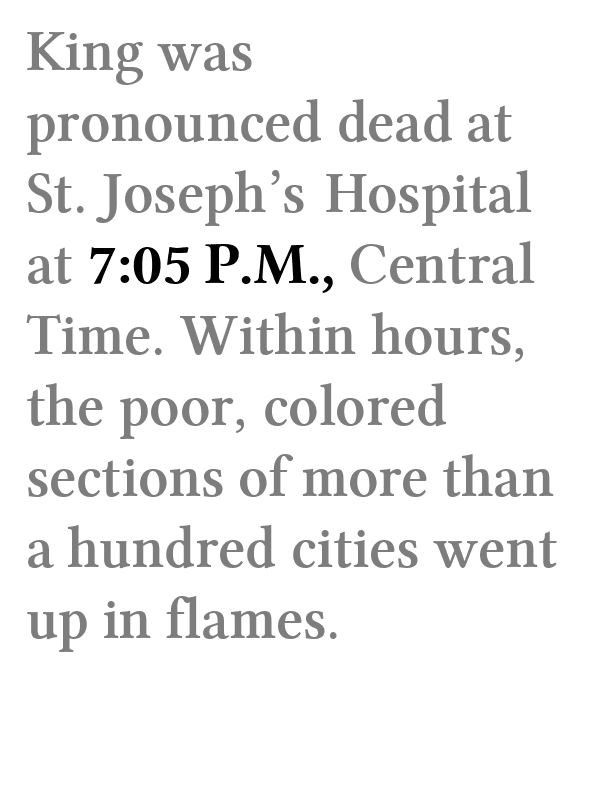 King was
pronounced dead at
St. Joseph’s Hospital
at 7:05 P.M., Central
Time. Within hours,
the poor, colored
sections of more than
a hundred cities went
up in flames.